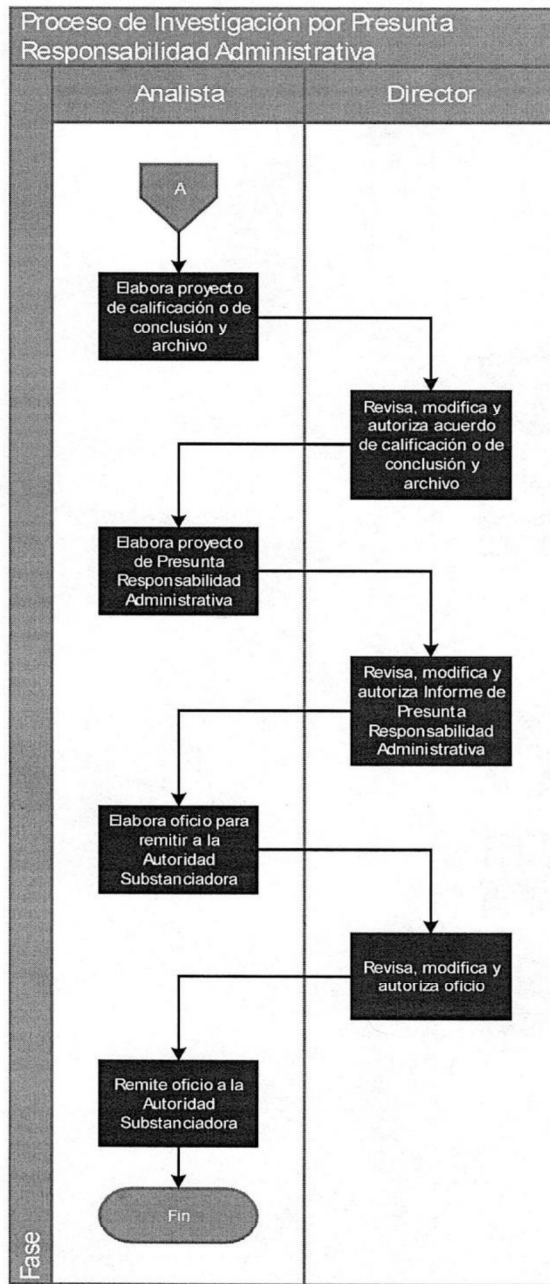 Proceso de Investigación por Presunta
Responsabilidad Administrativa
Analista
Director
A
Elabora proyecto
de calificación o de
conclusión y
archivo
Revisa, modifica y
autoriza acuerdo
de calificación o de
conclusión y
archivo
Elabora proyecto
de Presunta
Responsabilidad
Administrativa
Revisa, modifica y
autoriza Informe de
Presunta
Responsabilidad
Administrativa
Elabora oficio para
remitir a la
Autoridad
Substanciadora
Revisa, modifica y
autoriza oficio
Remite oficio a la
Autoridad
Substanciadora
Fin
Fase